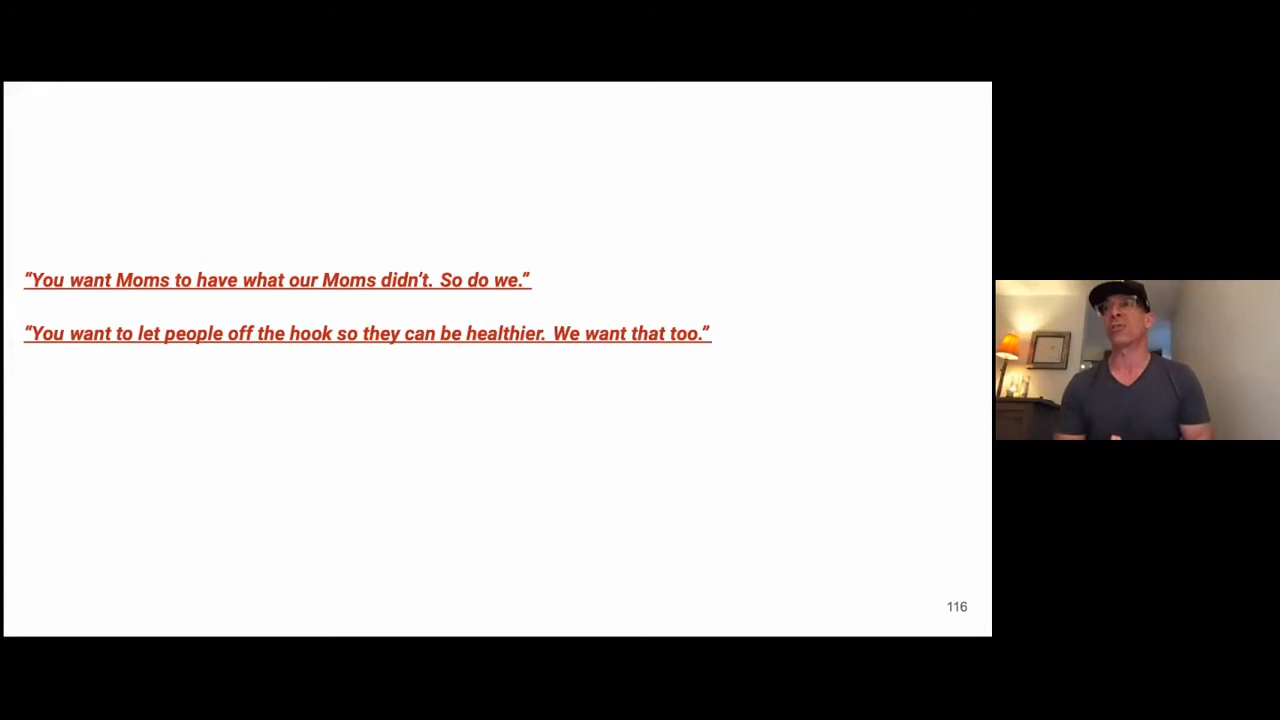 “You want Moms to have what our Moms didn’t. So do we.”
“You want to let people off the hook so they can be healthier. We want that too.”
116